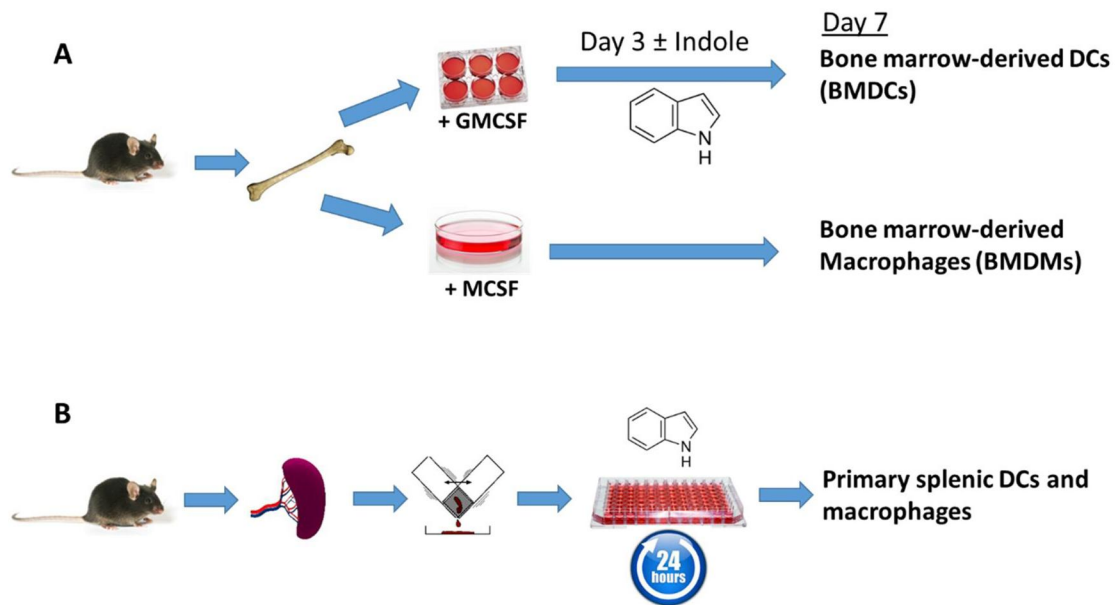 A
+ GMCSF
Day 3 ± Indole
N
H
Day 7
Bone marrow-derived DCs
(BMDCs)
+ MCSF
Bone marrow-derived
Macrophages (BMDMs)
B
N
H
24
hours
Primary splenic DCs and
macrophages